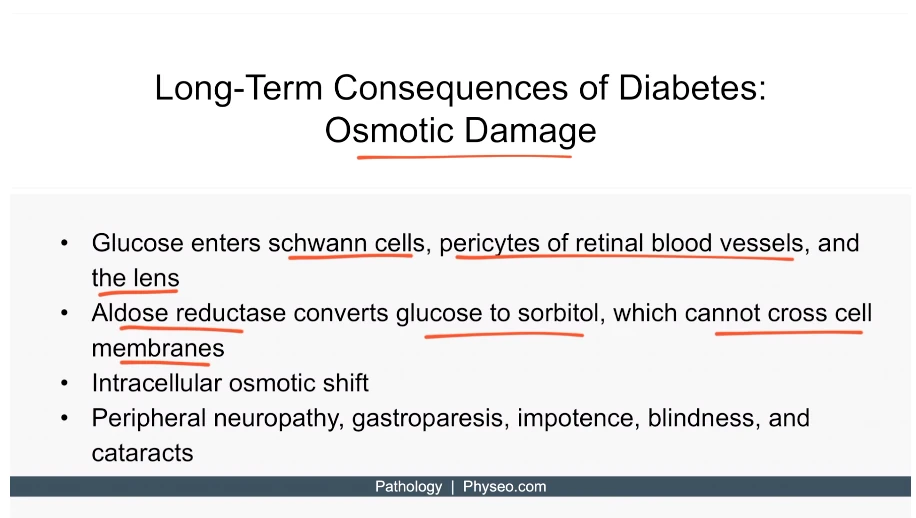 Long-Term Consequences of Diabetes:
Osmotic Damage
• Glucose enters schwann cells, pericytes of retinal blood vessels, and
the lens
• Aldose reductase converts glucose to sorbitol, which cannot cross cell
membranes
• Intracellular osmotic shift
• Peripheral neuropathy, gastroparesis, impotence, blindness, and
cataracts
Pathology | Physeo.com